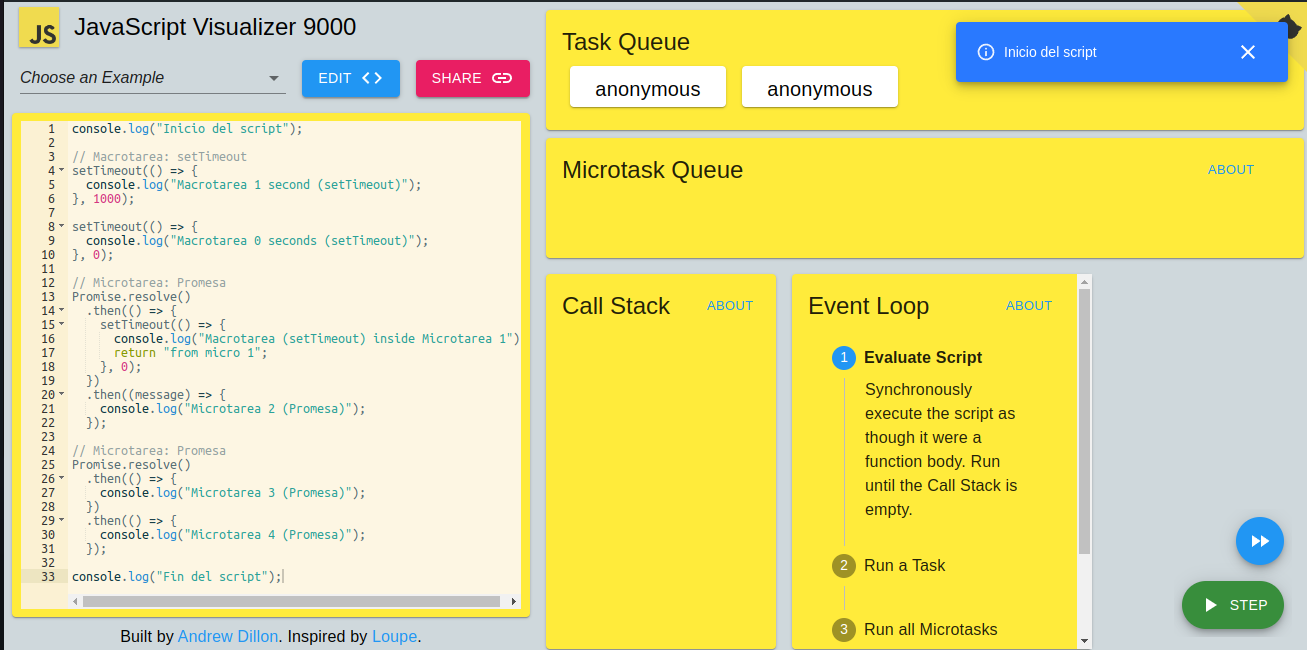 JS JavaScript Visualizer 9000
Choose an Example
EDIT
SHARE
1 console.log("Inicio del script");
2
3 // Macrotarea: setTimeout
4 setTimeout(() => {
5   console.log("Macrotarea 1 second (setTimeout)");
6 }, 1000);
7
8 setTimeout(() => {
9   console.log("Macrotarea 0 seconds (setTimeout)");
10 }, 0);
11
12 // Microtarea: Promesa
13 Promise.resolve()
14   .then(() => {
15     setTimeout(() => {
16       console.log("Macrotarea (setTimeout) inside Microtarea 1")
17       return "from micro 1";
18     }, 0);
19   })
20   .then((message) => {
21     console.log("Microtarea 2 (Promesa)");
22   });
23
24 // Microtarea: Promesa
25 Promise.resolve()
26   .then(() => {
27     console.log("Microtarea 3 (Promesa)");
28   })
29   .then(() => {
30     console.log("Microtarea 4 (Promesa)");
31   });
32
33 console.log("Fin del script");
Built by Andrew Dillon. Inspired by Loupe.
Task Queue
anonymous
anonymous
Inicio del script
Microtask Queue
ABOUT
Call Stack
ABOUT
Event Loop
ABOUT
1 Evaluate Script
Synchronously
execute the script as
though it were a
function body. Run
until the Call Stack is
empty.
2 Run a Task
3 Run all Microtasks
STEP